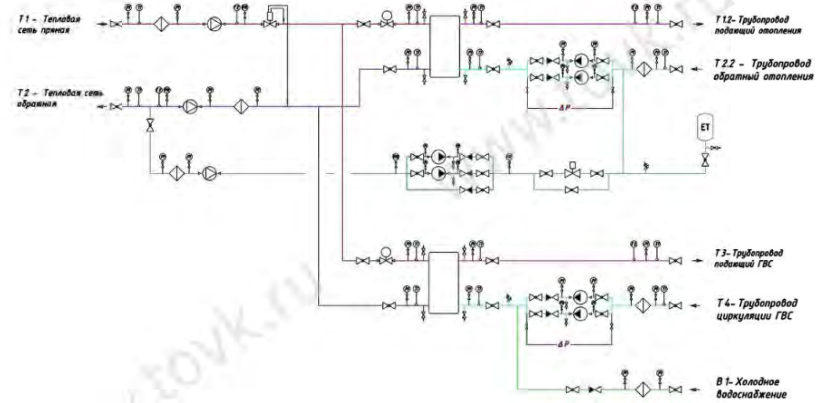 Т1 - Тепловая
сеть прямая
Т2 - Тепловая сеть
обратная
Т1.2- Трубопровод
подающий отопления
Т2.2 - Трубопровод
обратный отопления
ET
ΔР
Т3- Трубопровод
подающий ГВС
Т4- Трубопровод
циркуляции ГВС
ΔР
В1- Холодное
водоснабжение